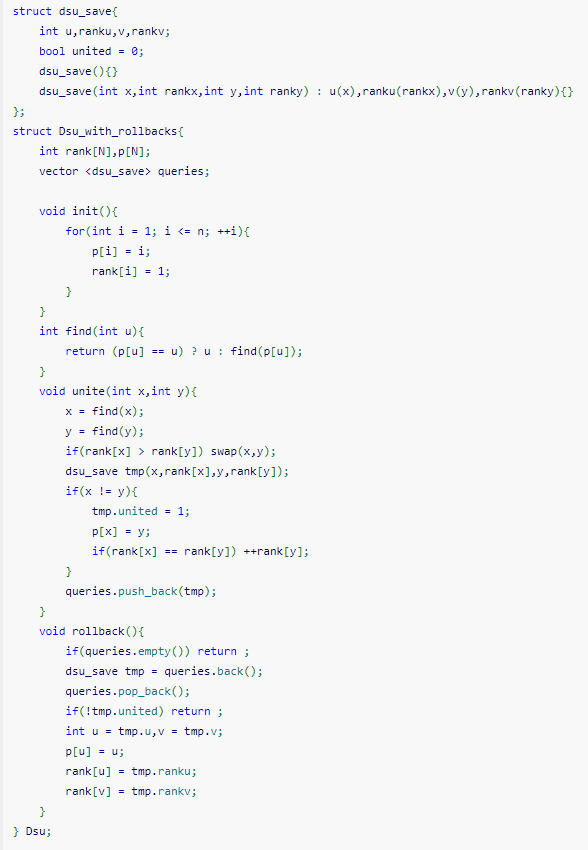 struct dsu_save{
    int u,ranku,v,rankv;
    bool united = 0;
    dsu_save(){}
    dsu_save(int x,int rankx,int y,int ranky) : u(x),ranku(rankx),v(y),rankv(ranky){}
};
struct Dsu_with_rollbacks{
    int rank[N],p[N];
    vector <dsu_save> queries;

    void init(){
        for(int i = 1; i <= n; ++i){
            p[i] = i;
            rank[i] = 1;
        }
    }
    int find(int u){
        return (p[u] == u) ? u : find(p[u]);
    }
    void unite(int x,int y){
        x = find(x);
        y = find(y);
        if(rank[x] > rank[y]) swap(x,y);
        dsu_save tmp(x,rank[x],y,rank[y]);
        if(x != y){
            tmp.united = 1;
            p[x] = y;
            if(rank[x] == rank[y]) ++rank[y];
        }
        queries.push_back(tmp);
    }
    void rollback(){
        if(queries.empty()) return ;
        dsu_save tmp = queries.back();
        queries.pop_back();
        if(!tmp.united) return ;
        int u = tmp.u,v = tmp.v;
        p[u] = u;
        rank[u] = tmp.ranku;
        rank[v] = tmp.rankv;
    }
} Dsu;